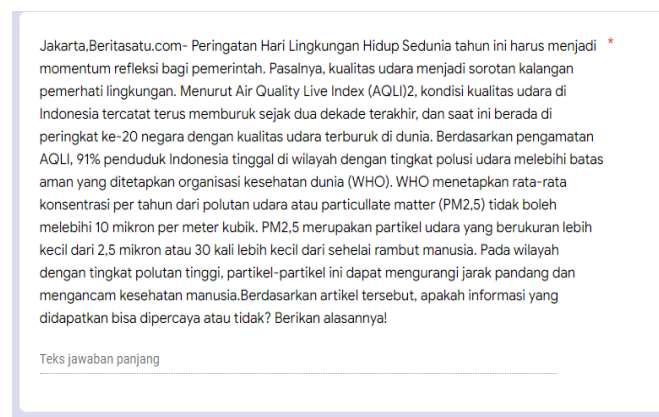 Jakarta,Beritasatu.com- Peringatan Hari Lingkungan Hidup Sedunia tahun ini harus menjadi *
momentum refleksi bagi pemerintah. Pasalnya, kualitas udara menjadi sorotan kalangan
pemerhati lingkungan. Menurut Air Quality Live Index (AQLI)2, kondisi kualitas udara di
Indonesia tercatat terus memburuk sejak dua dekade terakhir, dan saat ini berada di
peringkat ke-20 negara dengan kualitas udara terburuk di dunia. Berdasarkan pengamatan
AQLI, 91% penduduk Indonesia tinggal di wilayah dengan tingkat polusi udara melebihi batas
aman yang ditetapkan organisasi kesehatan dunia (WHO). WHO menetapkan rata-rata
konsentrasi per tahun dari polutan udara atau particullate matter (PM2,5) tidak boleh
melebihi 10 mikron per meter kubik. PM2,5 merupakan partikel udara yang berukuran lebih
kecil dari 2,5 mikron atau 30 kali lebih kecil dari sehelai rambut manusia. Pada wilayah
dengan tingkat polutan tinggi, partikel-partikel ini dapat mengurangi jarak pandang dan
mengancam kesehatan manusia.Berdasarkan artikel tersebut, apakah informasi yang
didapatkan bisa dipercaya atau tidak? Berikan alasannya!
Teks jawaban panjang